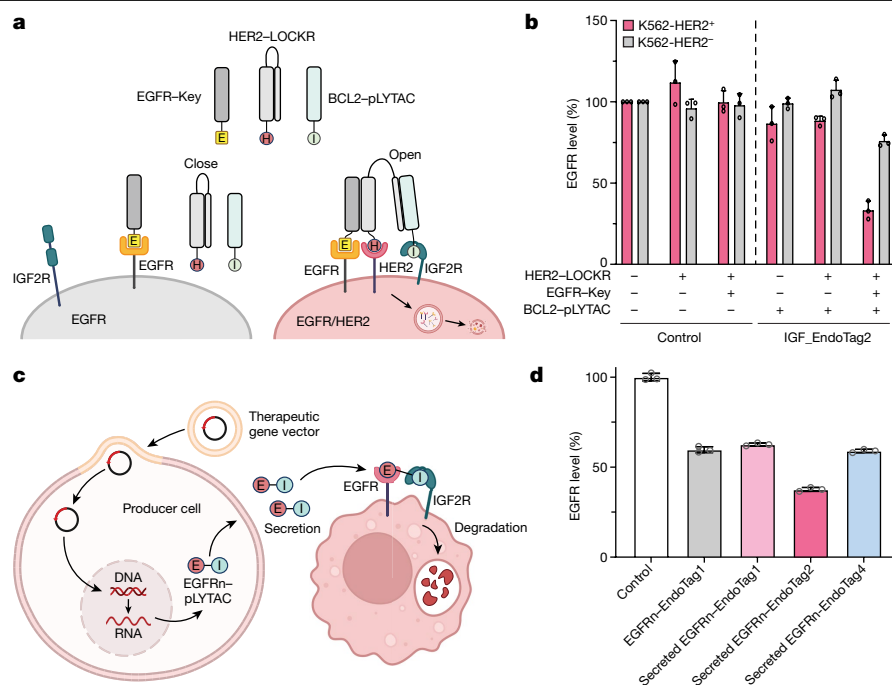 a
HER2–LOCKR
EGFR–Key
BCL2–pLYTAC
E
H
I
Close
Open
E
H
I
E
H
I
IGF2R
EGFR
EGFR
HER2
IGF2R
EGFR
EGFR/HER2
b
K562-HER2+
K562-HER2−
EGFR level (%)
150
100
50
0
HER2–LOCKR − + + − + +
EGFR–Key − − + − − +
BCL2–pLYTAC − − − + + +
Control
IGF_EndoTag2
c
Therapeutic
gene vector
Producer cell
E I
E I
Secretion
E I
EGFRn–
pLYTAC
DNA
RNA
EGFR
E
I
IGF2R
Degradation
d
EGFR level (%)
100
50
0
Control
EGFRn–EndoTag1
Secreted EGFRn–EndoTag1
Secreted EGFRn–EndoTag2
Secreted EGFRn–EndoTag4